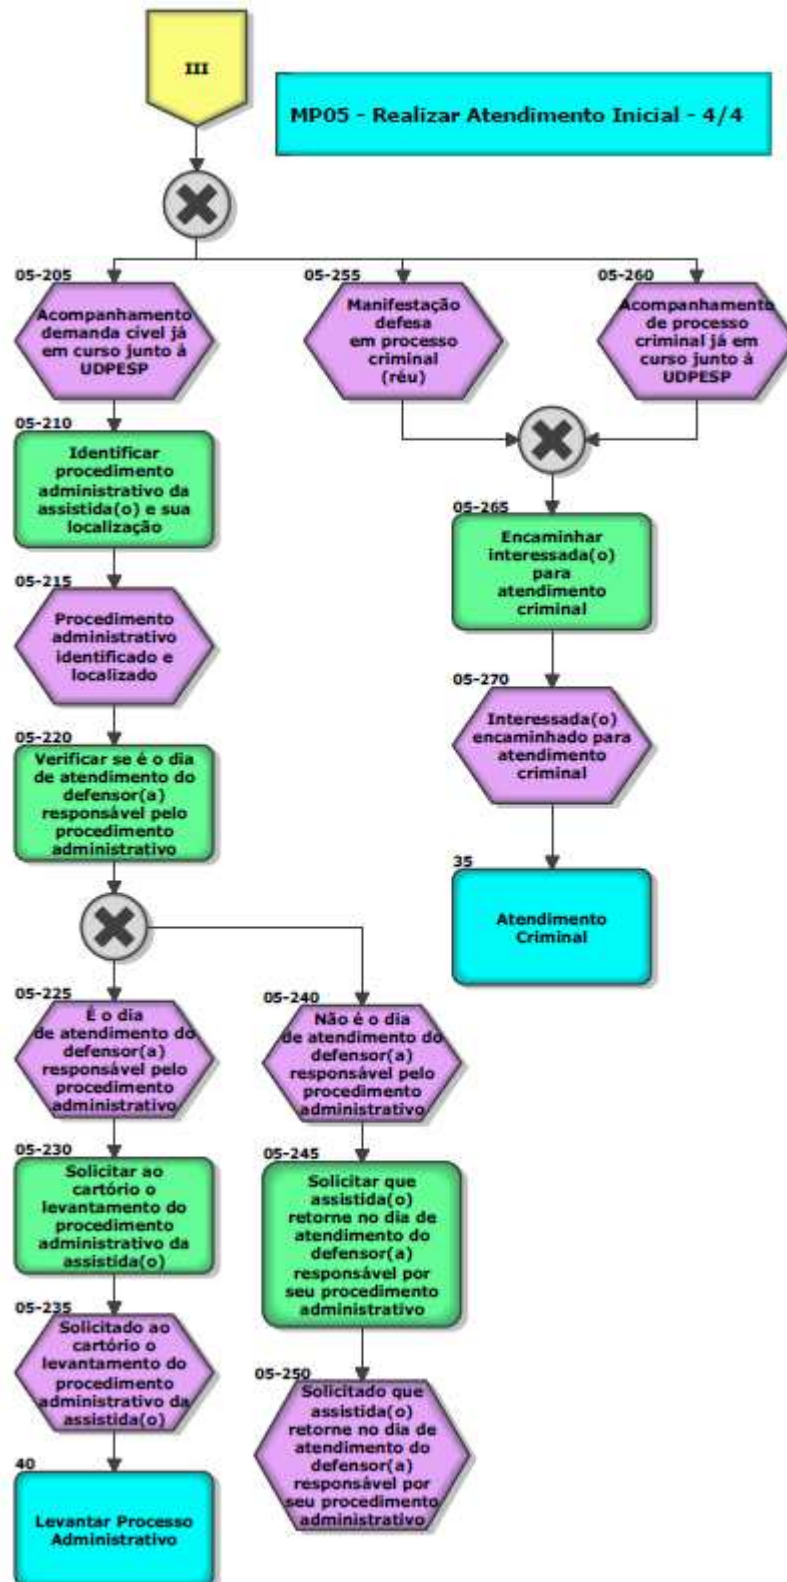 III
MP05 - Realizar Atendimento Inicial - 4/4
05-205
Acompanhamento
demanda cível já
em curso junto à
UDPESP
05-255
Manifestação
defesa
em processo
criminal
(réu)
05-260
Acompanhamento
de processo
criminal já em
curso junto à
UDPESP
05-210
Identificar
procedimento
administrativo da
assistida(o) e sua
localização
05-265
Encaminhar
interessada(o)
para
atendimento
criminal
05-215
Procedimento
administrativo
identificado e
localizado
05-270
Interessada(o)
encaminhado para
atendimento
criminal
05-220
Verificar se é o dia
de atendimento do
defensor(a)
responsável pelo
procedimento
administrativo
35
Atendimento
Criminal
05-225
É o dia
de atendimento do
defensor(a)
responsável pelo
procedimento
administrativo
05-240
Não é o dia
de atendimento do
defensor(a)
responsável pelo
procedimento
administrativo
05-230
Solicitar ao
cartório o
levantamento do
procedimento
administrativo da
assistida(o)
05-245
Solicitar que
assistida(o)
retorne no dia de
atendimento do
defensor(a)
responsável por
seu procedimento
administrativo
05-235
Solicitado ao
cartório o
levantamento do
procedimento
administrativo da
assistida(o)
05-250
Solicitado que
assistida(o)
retorne no dia de
atendimento do
defensor(a)
responsável por
seu procedimento
administrativo
40
Levantar Processo
Administrativo